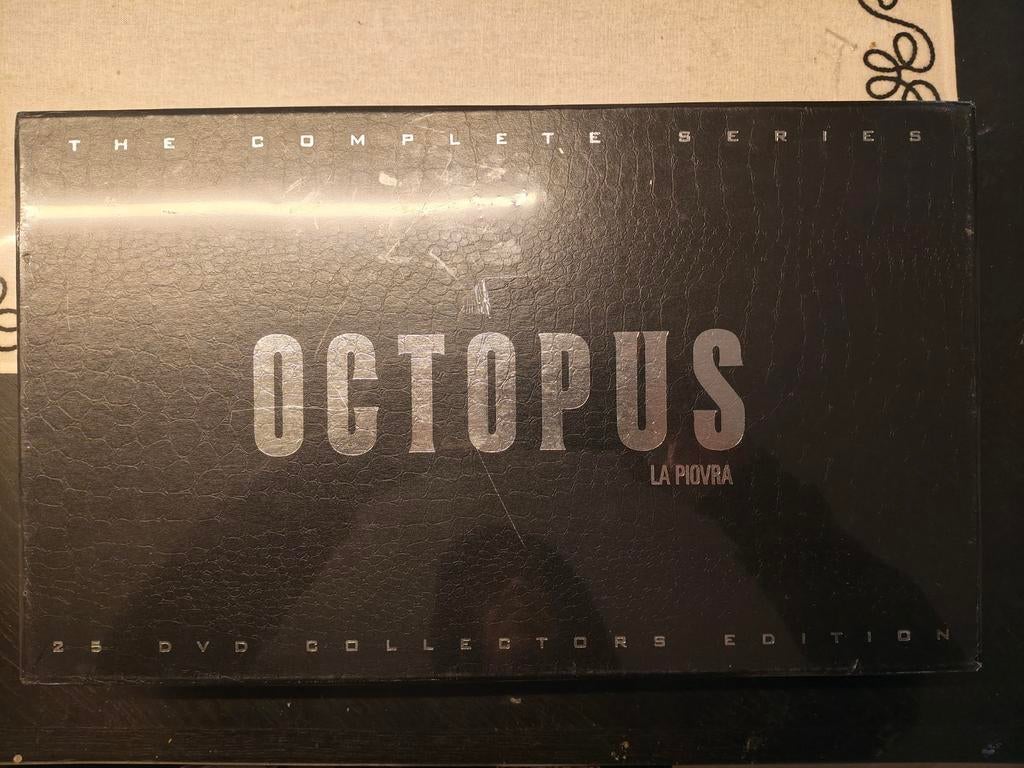 THE COMPLETE SERIES
OCTOPUS
LA PIOVRA
25 DVD COLLECTORS EDITION